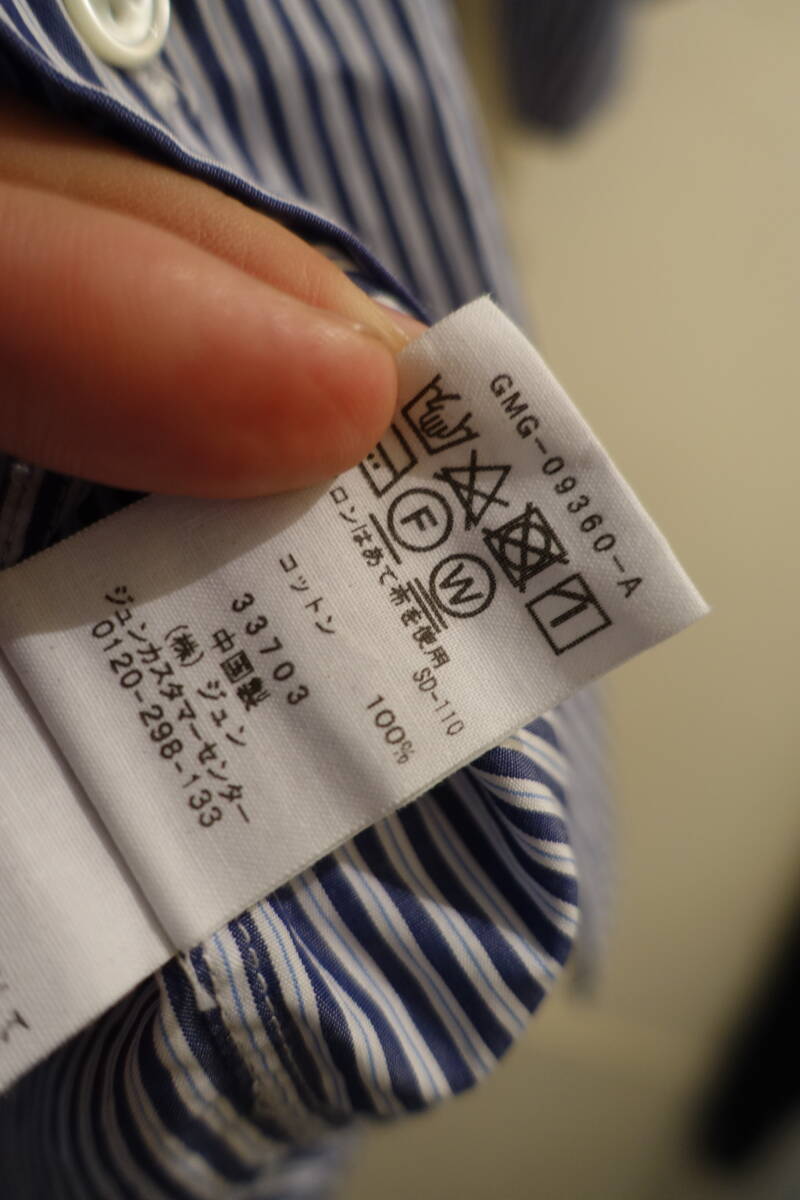 GMG-09360-A
F
W
ロンはあて布を使用
SD-110
コットン 100%
33703
中国製
(株) ジュン
ジュンカスタマーセンター
0120-298-133